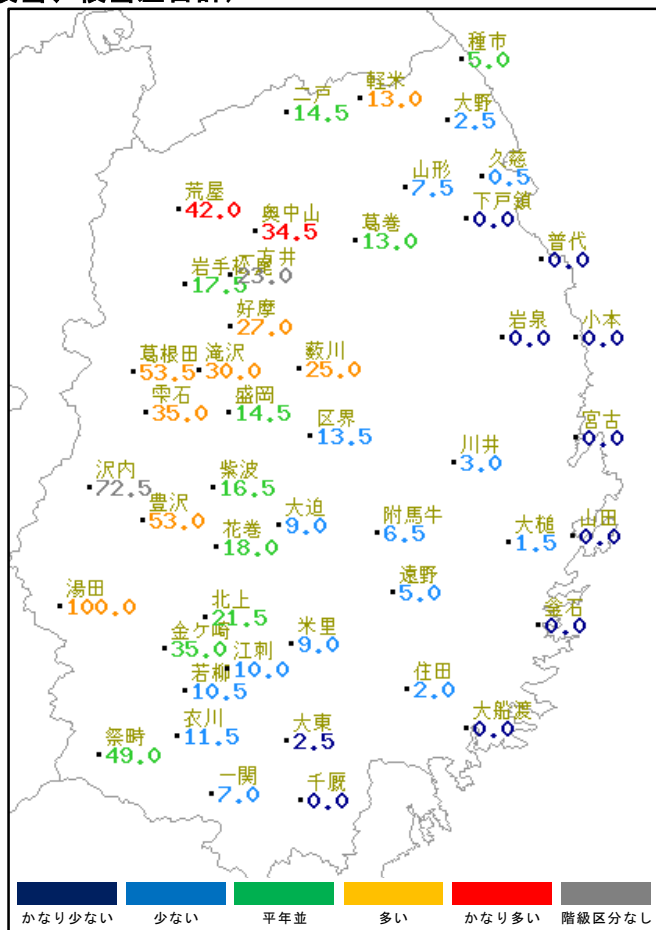 種市
5.0
軽米
13.0
二戸
14.5
大野
2.5
久慈
0.5
山形
7.5
荒屋
42.0
下戸鎖
0.0
奥中山
34.5
葛巻
13.0
普代
0.0
一方井
23.0
岩手松尾
17.5
好摩
27.0
岩泉
0.0
小本
0.0
葛根田
53.5
滝沢
30.0
薮川
25.0
雫石
35.0
盛岡
14.5
区界
13.5
宮古
0.0
川井
3.0
沢内
72.5
紫波
16.5
豊沢
53.0
大迫
9.0
附馬牛
6.5
大槌
1.5
山田
0.0
花巻
18.0
遠野
5.0
湯田
100.0
北上
21.5
釜石
0.0
金ケ崎
35.0
米里
9.0
江刺
10.0
若柳
10.5
住田
2.0
衣川
11.5
大東
2.5
大船渡
0.0
祭畤
49.0
一関
7.0
千厩
0.0
かなり少ない
少ない
平年並
多い
かなり多い
階級区分なし